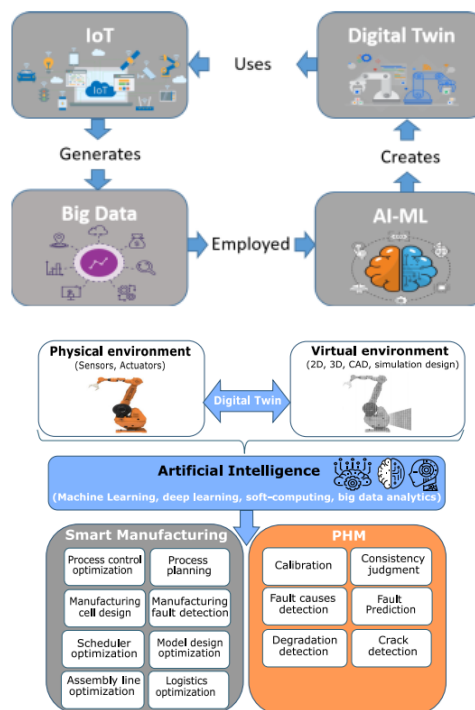 IoT
Uses
Digital Twin
IoT
Generates
Creates
Big Data
Employed
AI-ML
Physical environment
(Sensors, Actuators)
Virtual environment
(2D, 3D, CAD, simulation design)
Digital Twin
Artificial Intelligence
(Machine Learning, deep learning, soft-computing, big data analytics)
Smart Manufacturing
Process control
optimization
Process
planning
Manufacturing
cell design
Manufacturing
fault detection
Scheduler
optimization
Model design
optimization
Assembly line
optimization
Logistics
optimization
PHM
Calibration
Consistency
judgment
Fault causes
detection
Fault
Prediction
Degradation
detection
Crack
detection